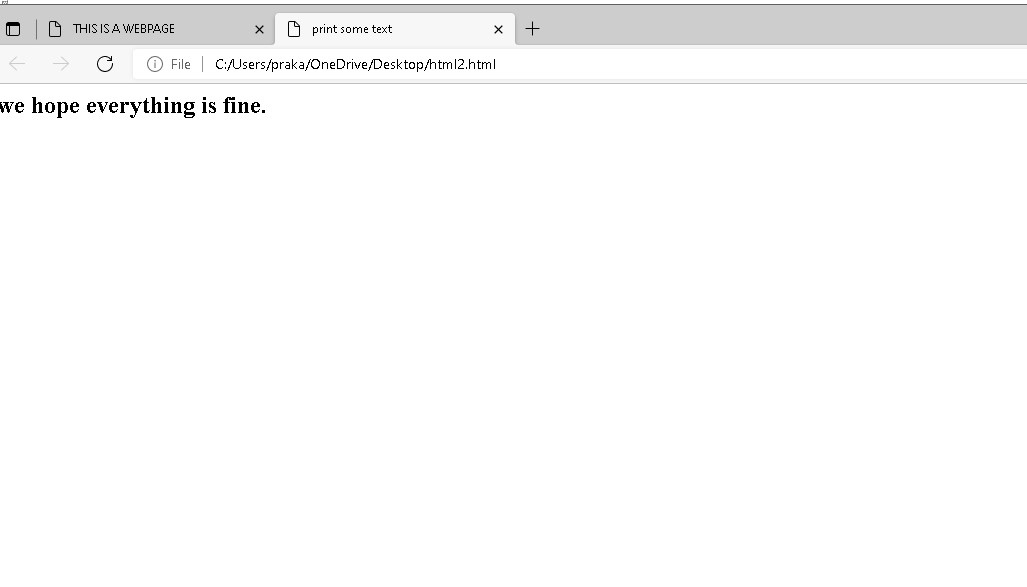 THIS IS A WEBPAGE
print some text
File
C:/Users/praka/OneDrive/Desktop/html2.html
we hope everything is fine.